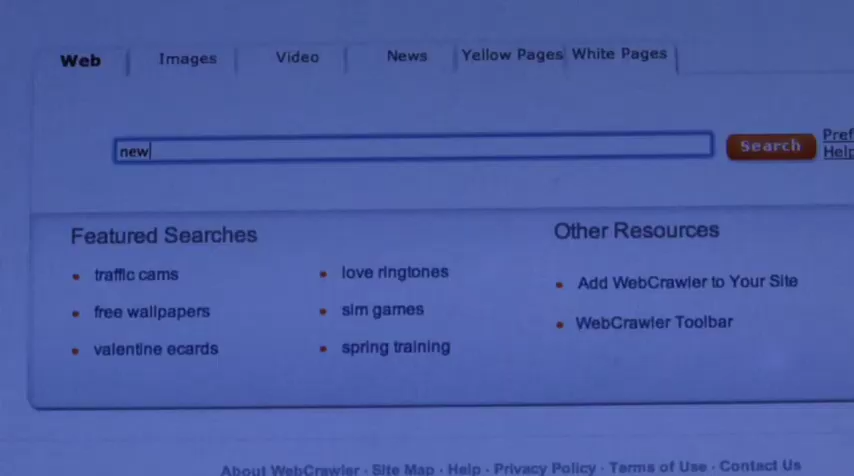 Web Images Video News Yellow Pages White Pages
new Search
Help
Featured Searches Other Resources
traffic cams love ringtones Add WebCrawler to Your Site
free wallpapers sim games WebCrawler Toolbar
valentine ecards spring training
About WebCrawler · Site Map · Help · Privacy Policy · Terms of Use · Contact Us